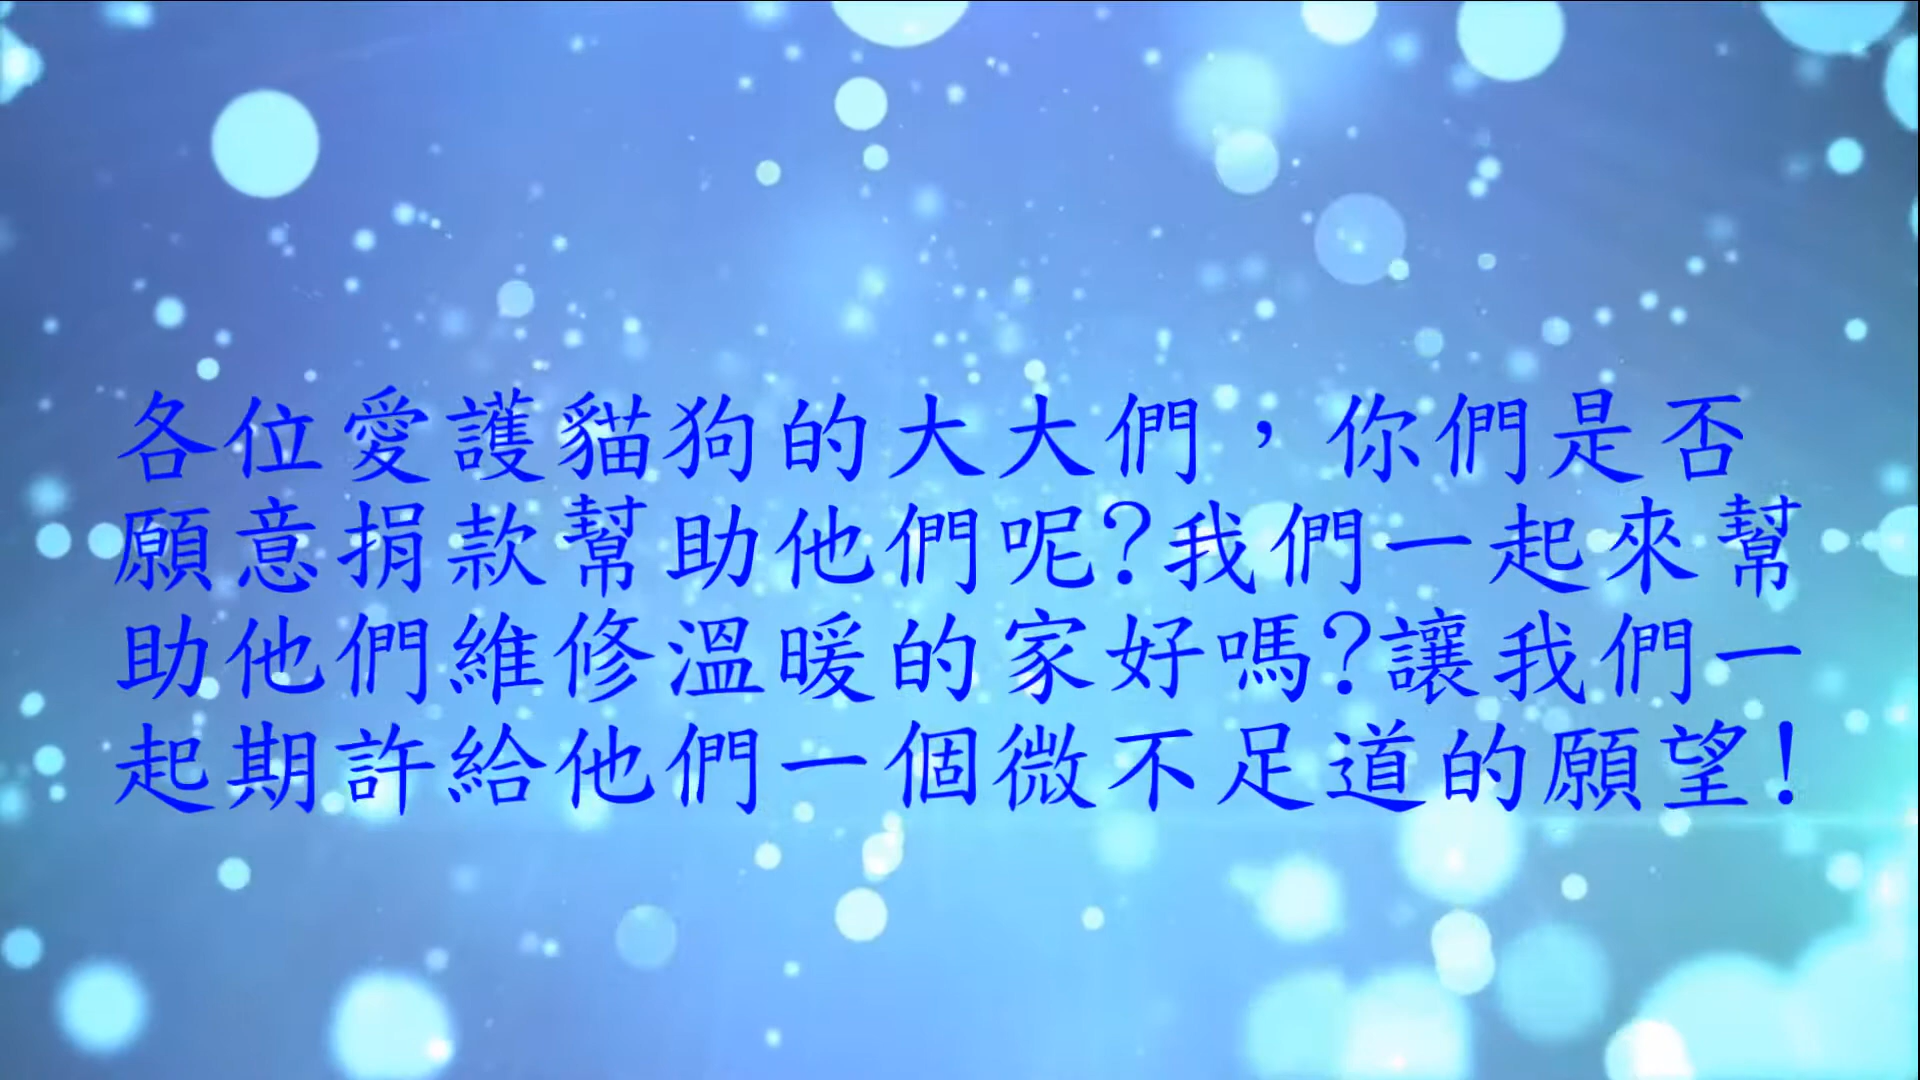 各位愛護貓狗的大大們，你們是否
願意捐款幫助他們呢?我們一起來幫
助他們維修溫暖的家好嗎?讓我們一
起期許給他們一個微不足道的願望!